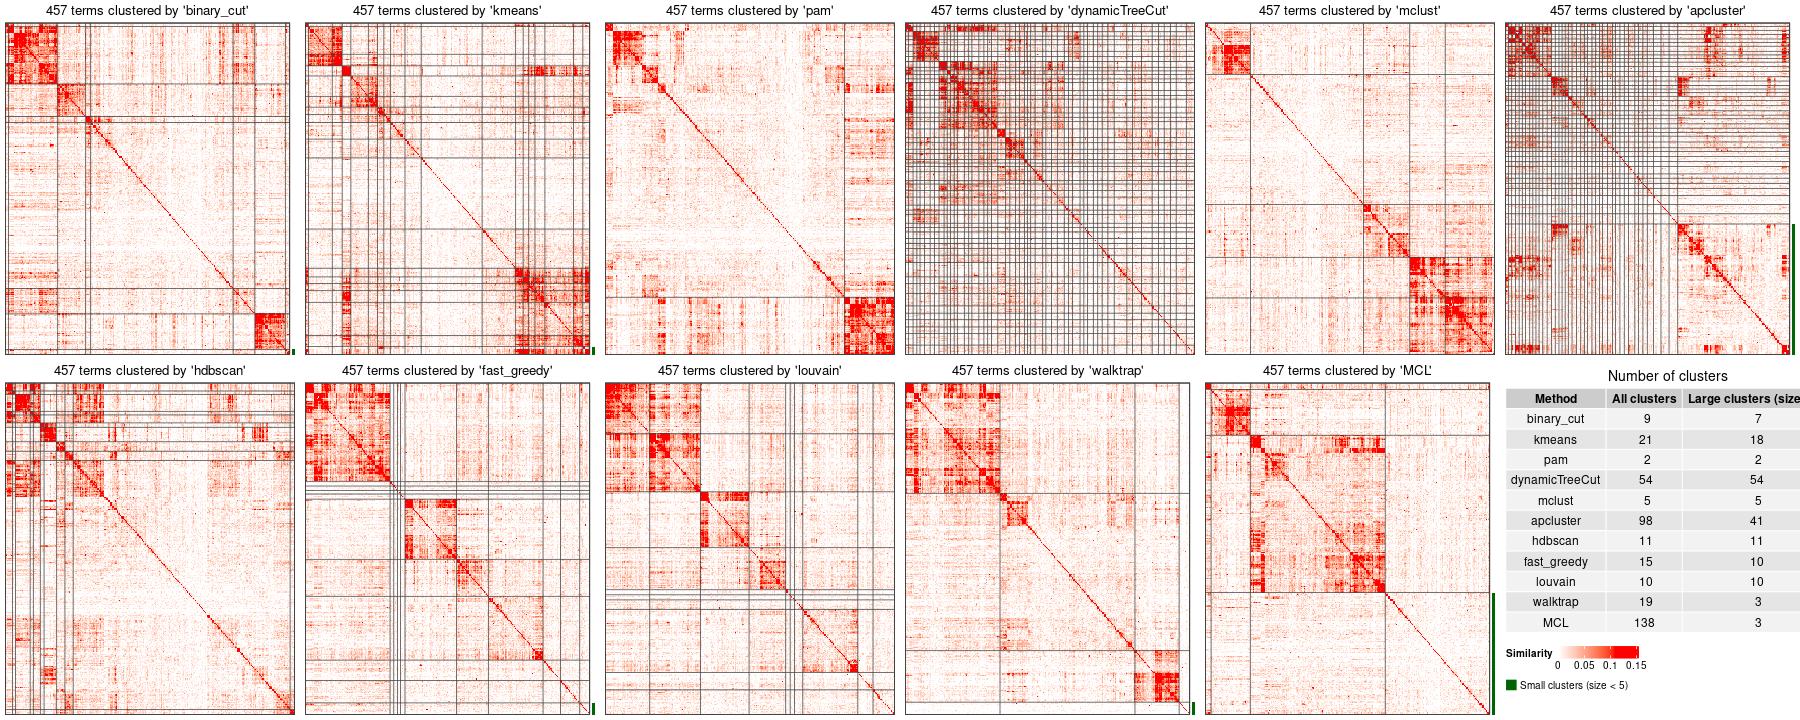 457 terms clustered by 'binary_cut'
457 terms clustered by 'kmeans'
457 terms clustered by 'pam'
457 terms clustered by 'dynamicTreeCut'
457 terms clustered by 'mclust'
457 terms clustered by 'apcluster'
457 terms clustered by 'hdbscan'
457 terms clustered by 'fast_greedy'
457 terms clustered by 'louvain'
457 terms clustered by 'walktrap'
457 terms clustered by 'MCL'
Number of clusters
Method All clusters Large clusters (size
binary_cut 9 7
kmeans 21 18
pam 2 2
dynamicTreeCut 54 54
mclust 5 5
apcluster 98 41
hdbscan 11 11
fast_greedy 15 10
louvain 10 10
walktrap 19 3
MCL 138 3
Similarity
0 0.05 0.1 0.15
Small clusters (size < 5)